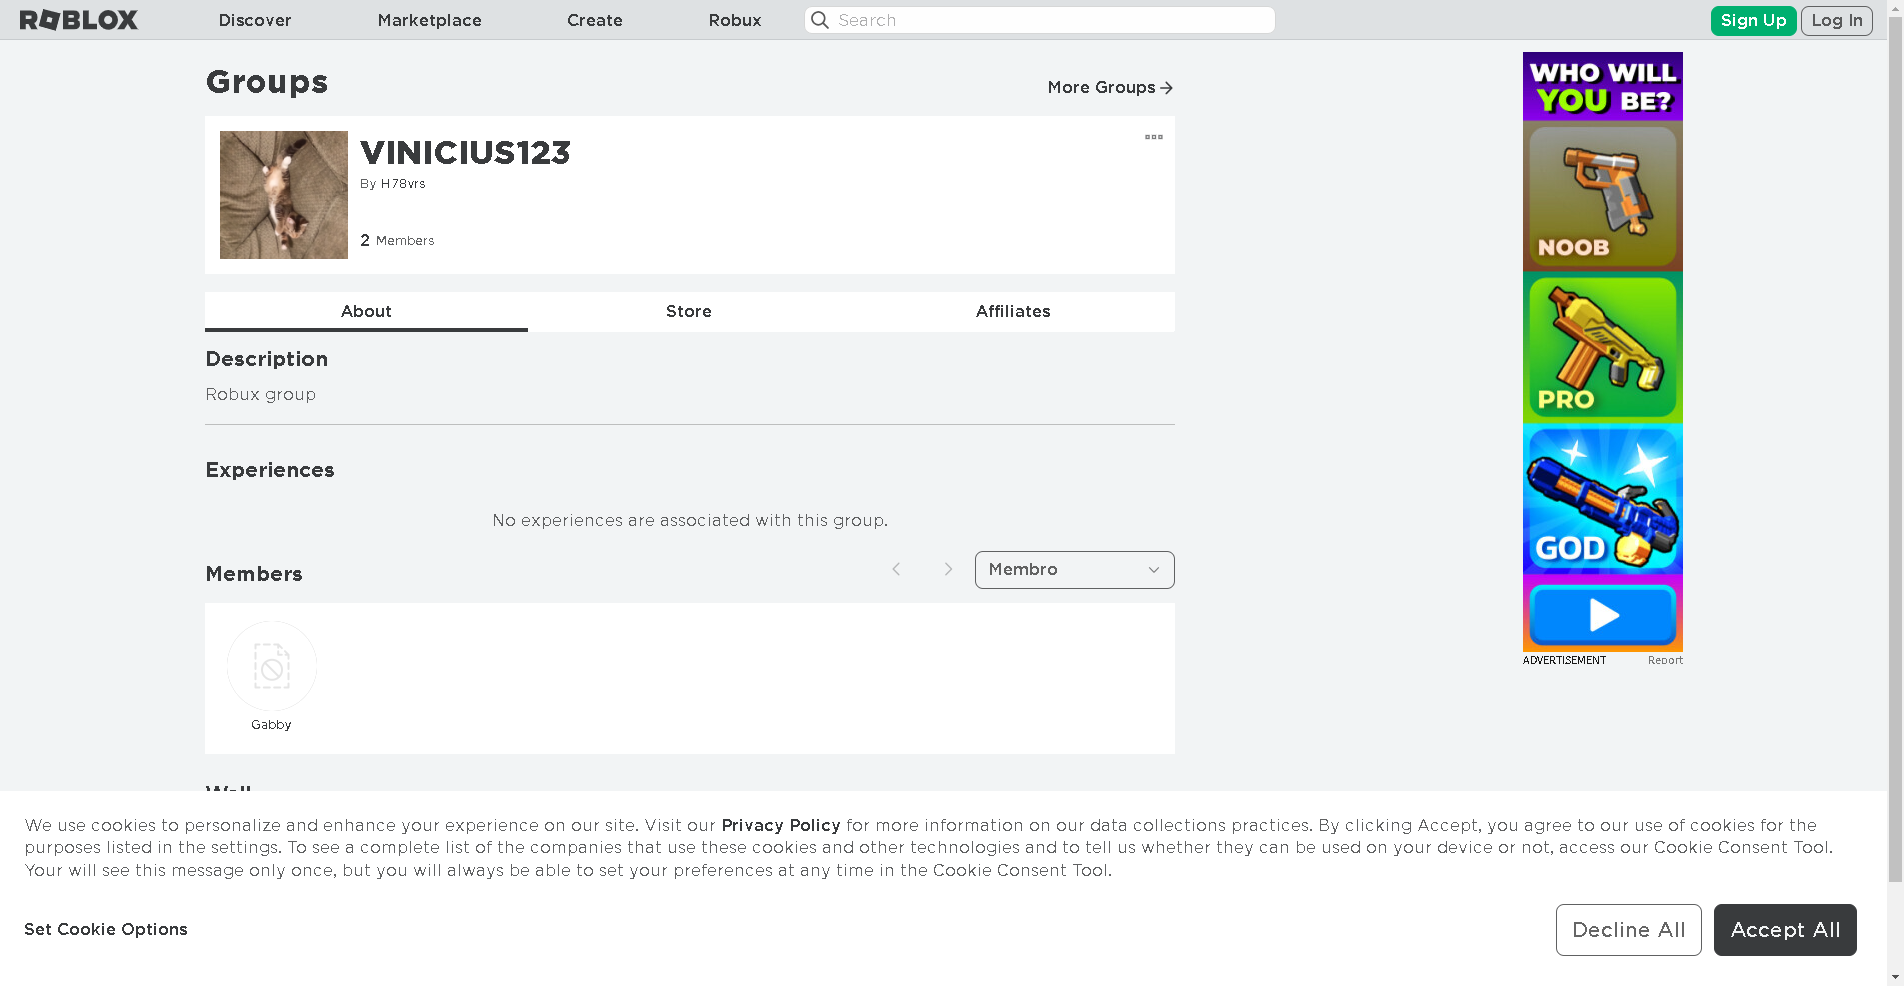 ROBLOX
Discover
Marketplace
Create
Robux
Search
Sign Up
Log In
Groups
More Groups
VINICIUS123
By H78vrs
2 Members
About
Store
Affiliates
Description
Robux group
Experiences
No experiences are associated with this group.
Members
Membro
Gabby
WHO WILL
YOU BE?
NOOB
PRO
GOD
ADVERTISEMENT
Report
Wall
We use cookies to personalize and enhance your experience on our site. Visit our Privacy Policy for more information on our data collections practices. By clicking Accept, you agree to our use of cookies for the
purposes listed in the settings. To see a complete list of the companies that use these cookies and other technologies and to tell us whether they can be used on your device or not, access our Cookie Consent Tool.
Your will see this message only once, but you will always be able to set your preferences at any time in the Cookie Consent Tool.
Set Cookie Options
Decline All
Accept All